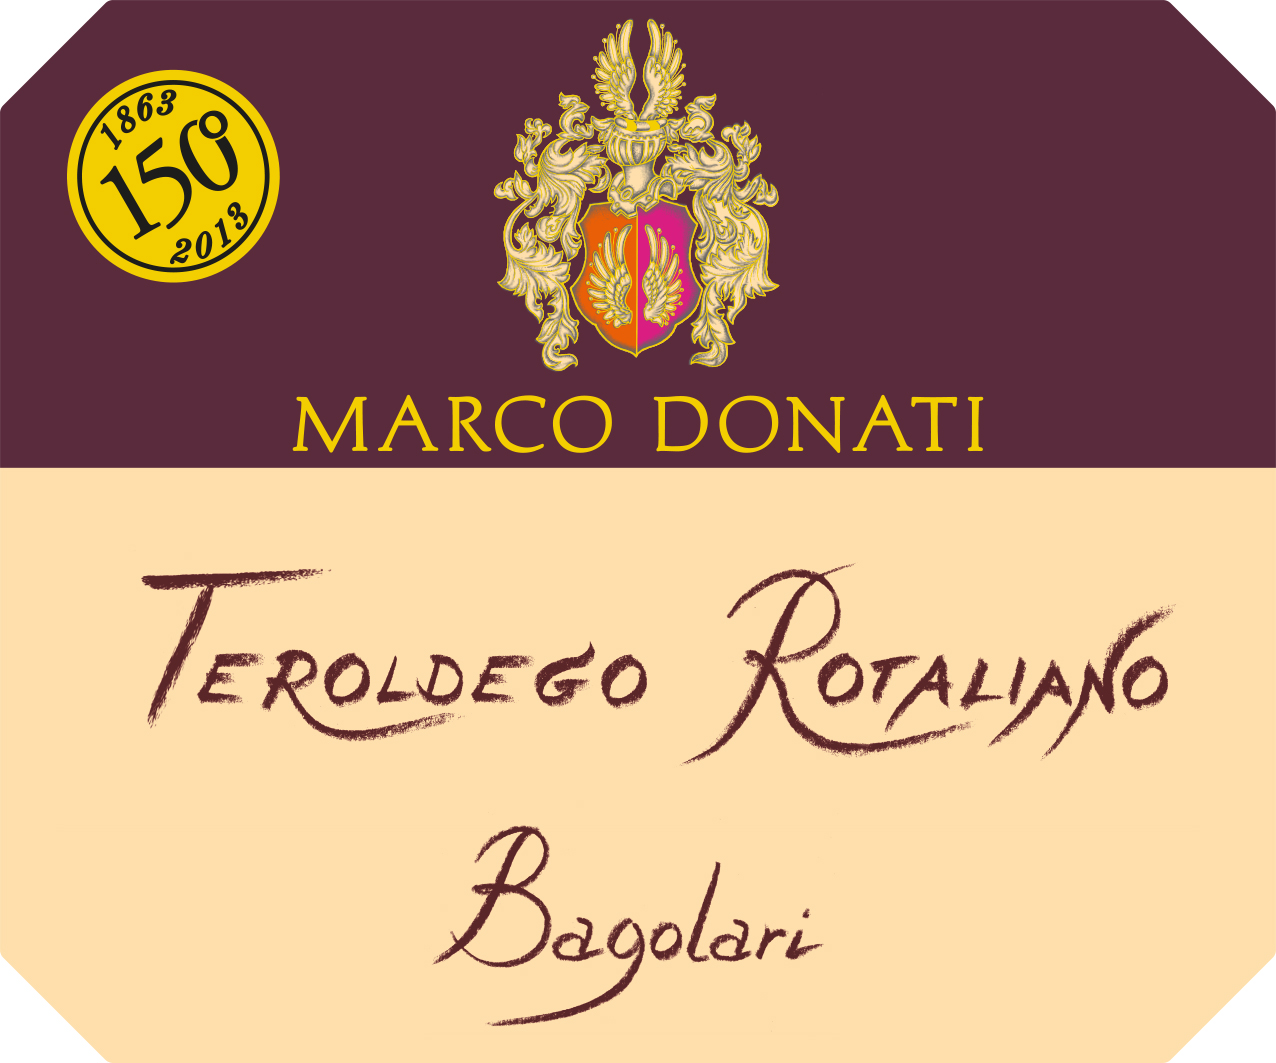 1863
150°
2013
MARCO DONATI
TEROLDEGO ROTALIANO
Bagolari